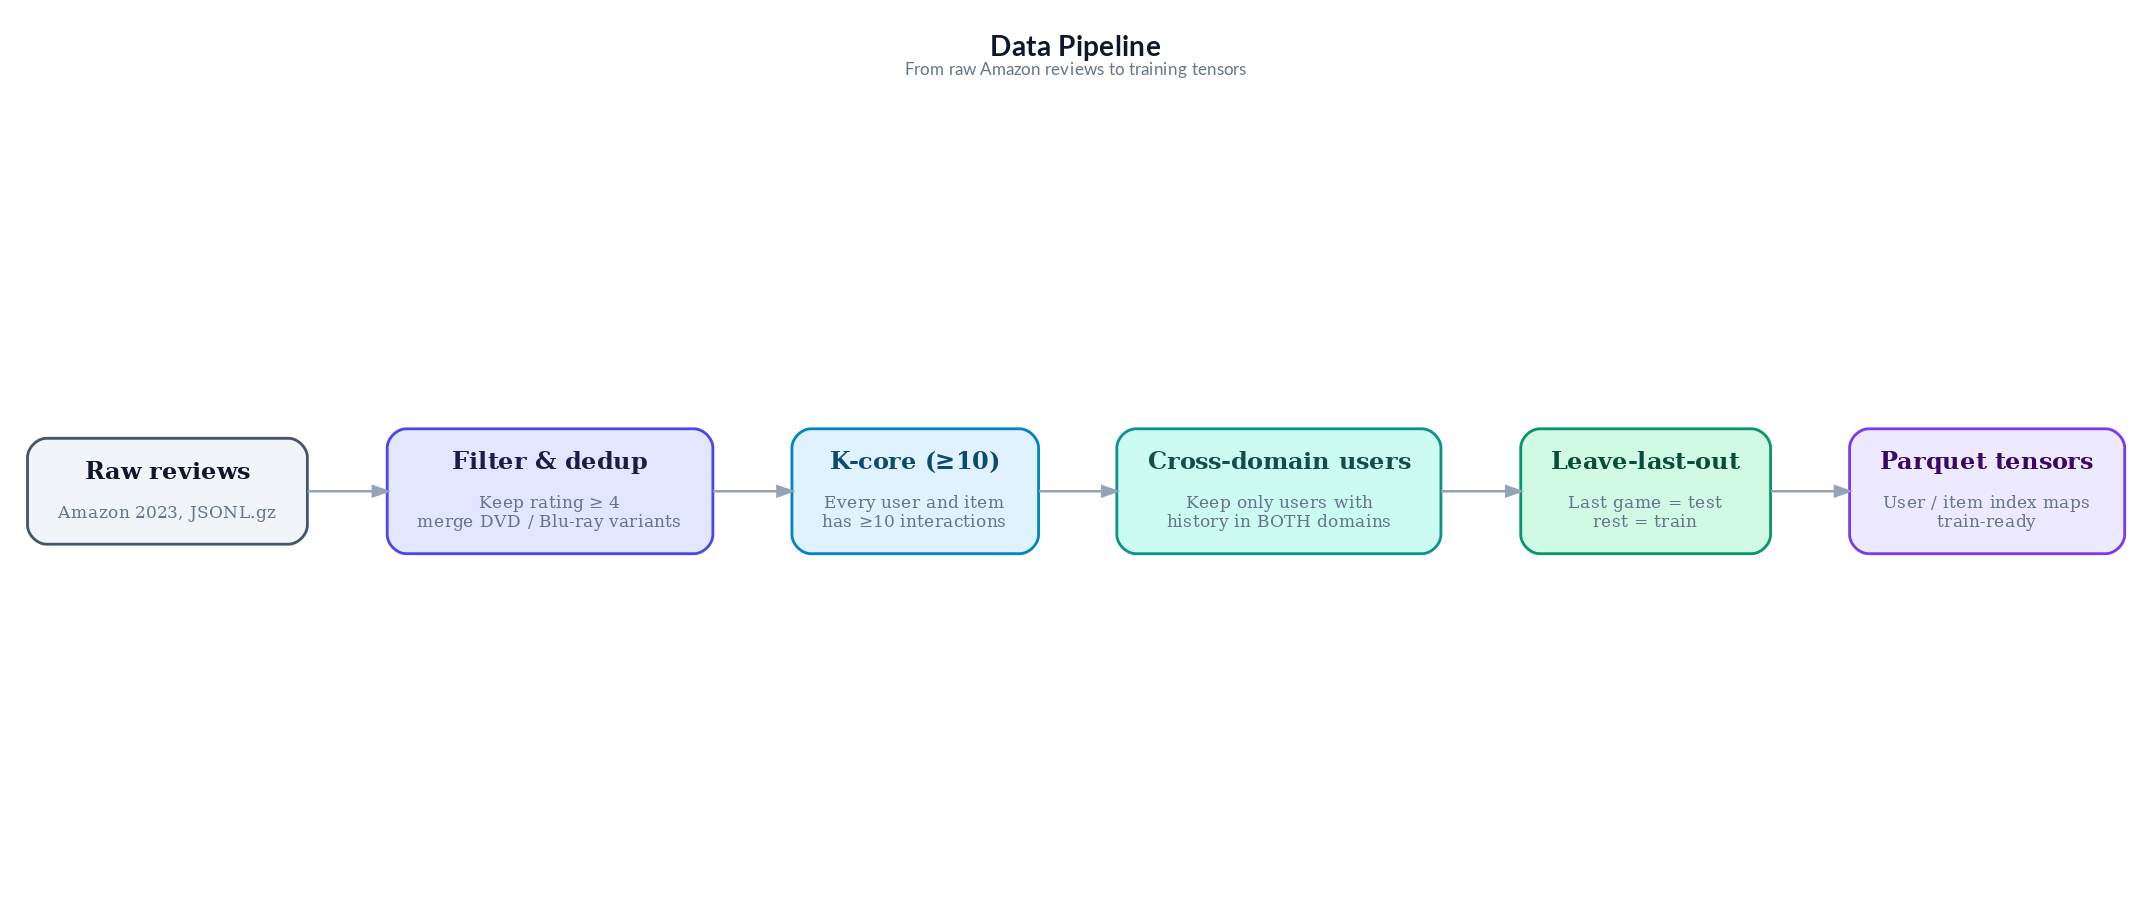 Data Pipeline
From raw Amazon reviews to training tensors
Raw reviews
Amazon 2023, JSONL.gz
Filter & dedup
Keep rating ≥ 4
merge DVD / Blu-ray variants
K-core (≥10)
Every user and item
has ≥10 interactions
Cross-domain users
Keep only users with
history in BOTH domains
Leave-last-out
Last game = test
rest = train
Parquet tensors
User / item index maps
train-ready